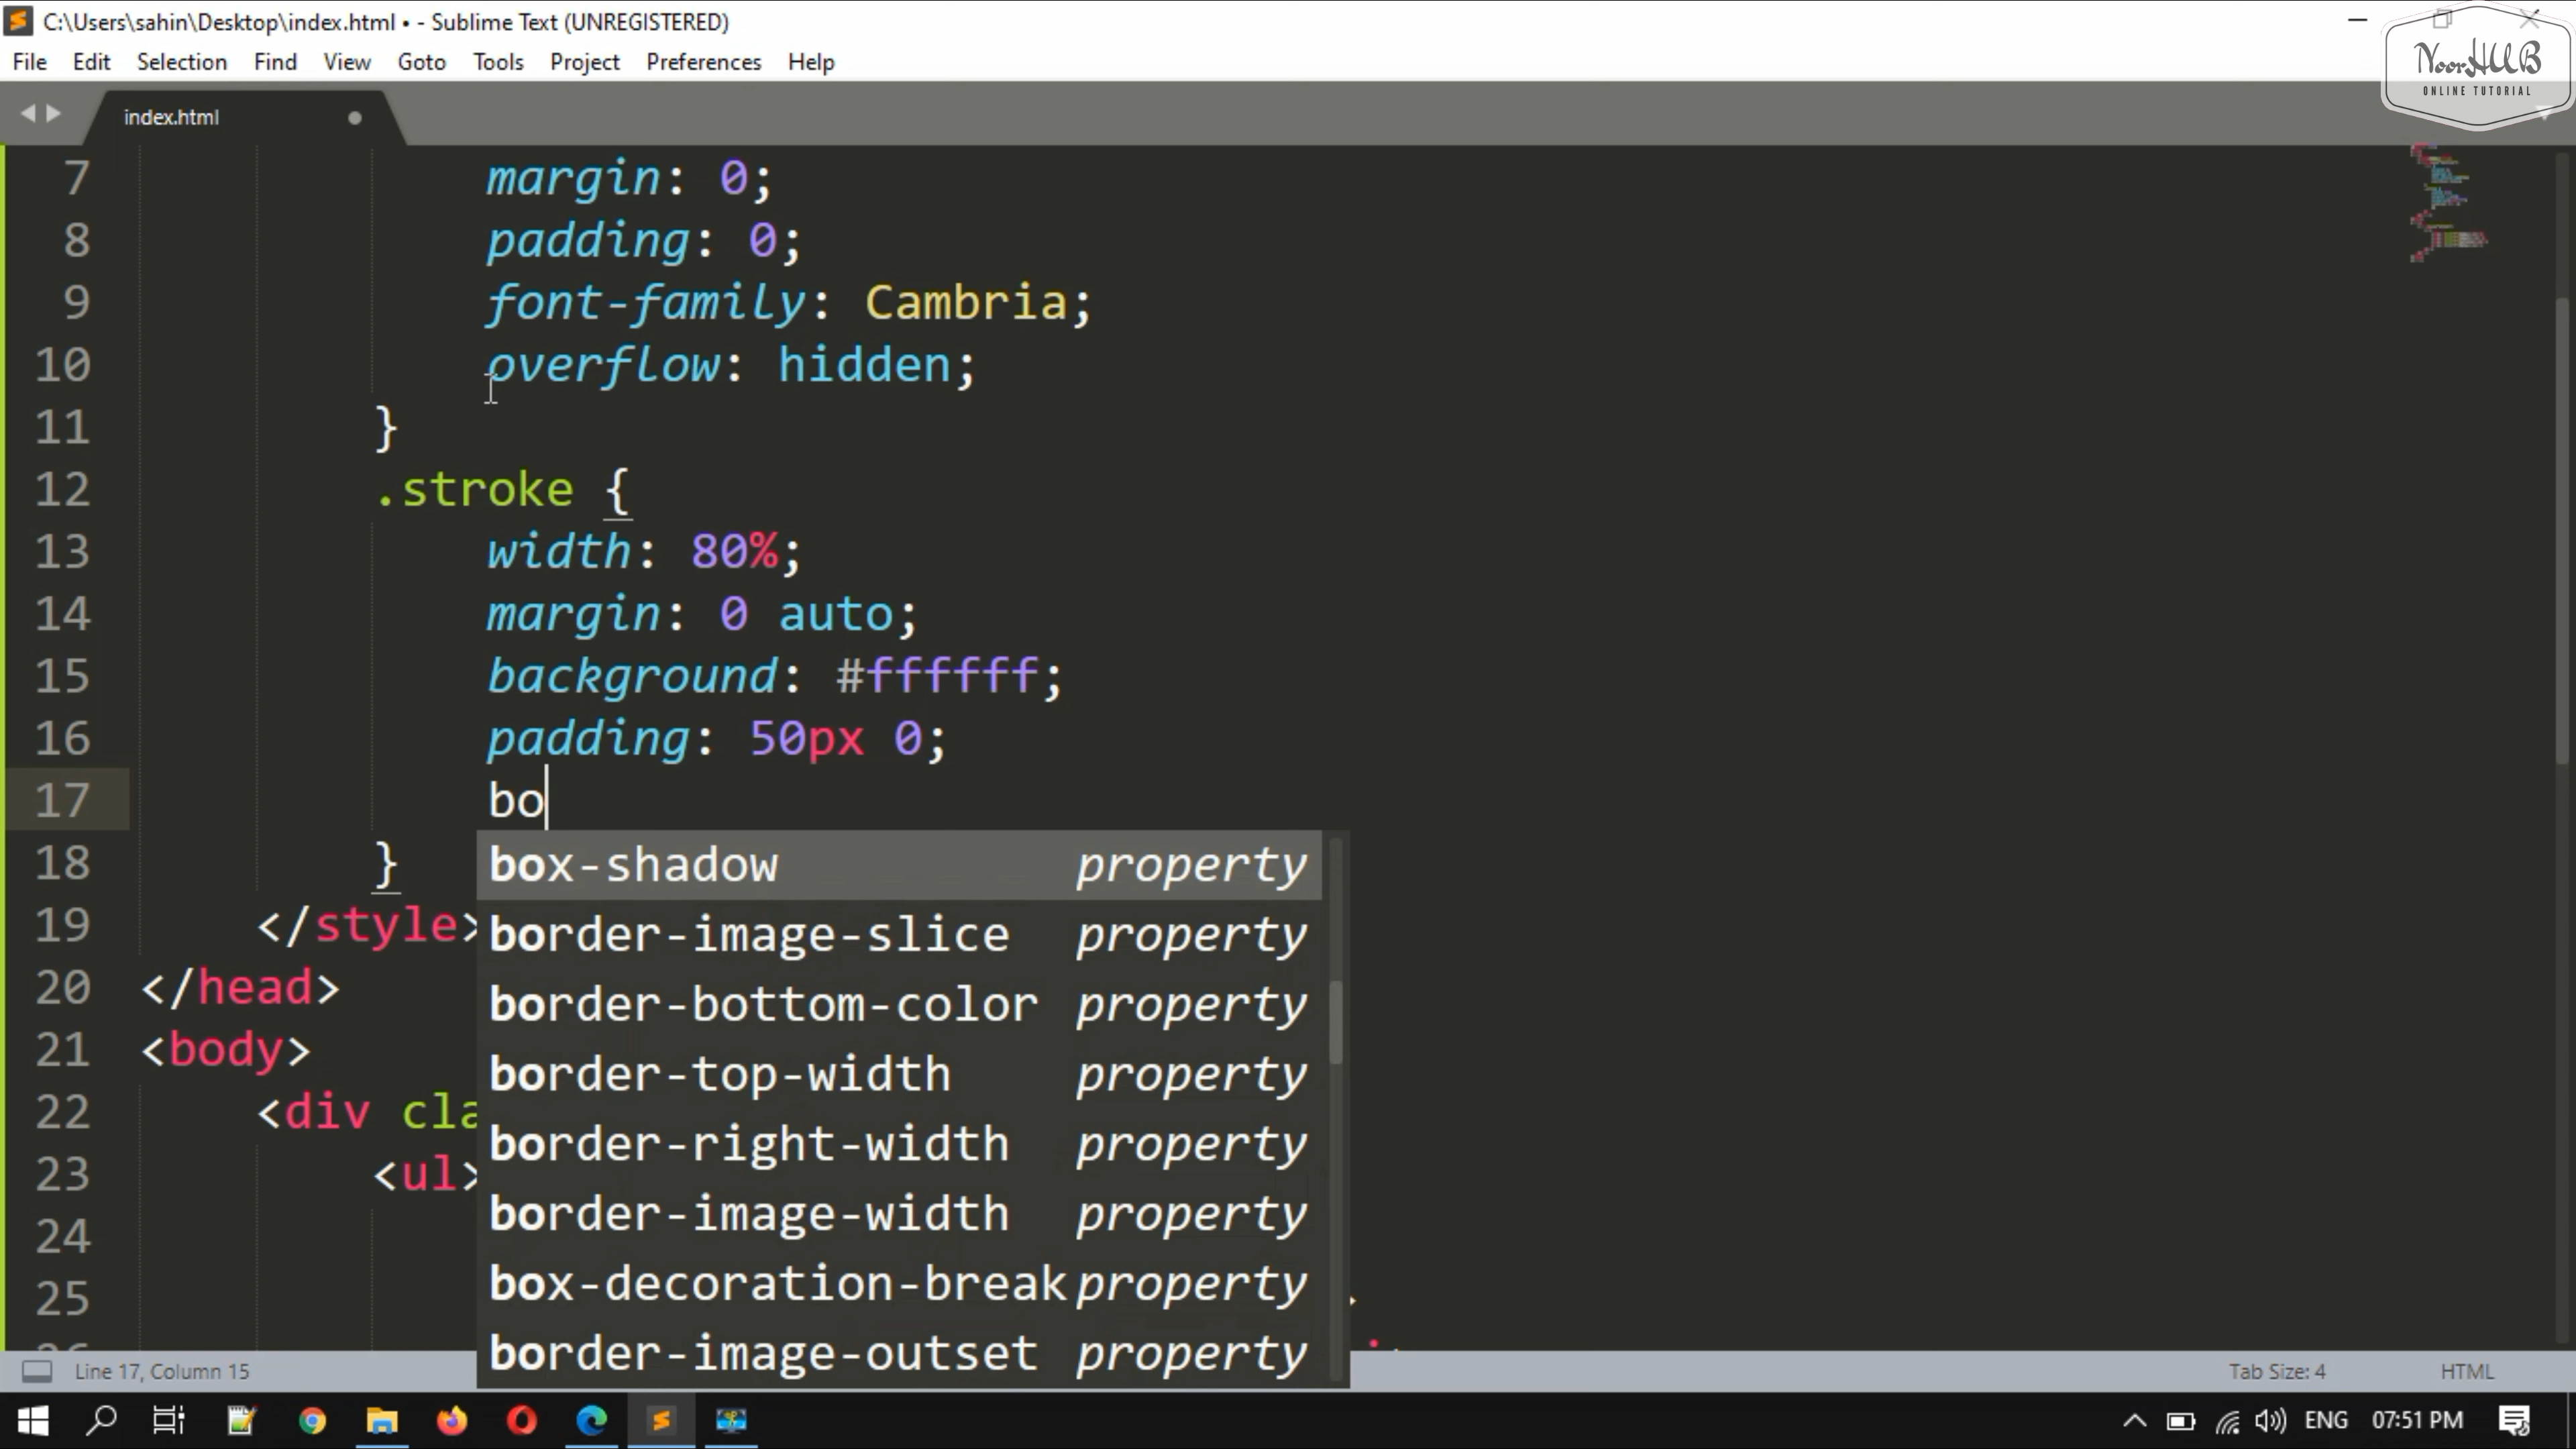 C:\Users\sahin\Desktop\index.html • - Sublime Text (UNREGISTERED)
File Edit Selection Find View Goto Tools Project Preferences Help
NoorHUB
ONLINE TUTORIAL
index.html
7 margin: 0;
8 padding: 0;
9 font-family: Cambria;
10 overflow: hidden;
11 }
12 .stroke {
13 width: 80%;
14 margin: 0 auto;
15 background: #ffffff;
16 padding: 50px 0;
17 bo
18 }
box-shadow property
19 </style>
border-image-slice property
20 </head>
border-bottom-color property
21 <body>
border-top-width property
22 <div cla
border-right-width property
23 <ul>
border-image-width property
24
box-decoration-break property
25
border-image-outset property
Line 17, Column 15 Tab Size: 4 HTML
ENG 07:51 PM